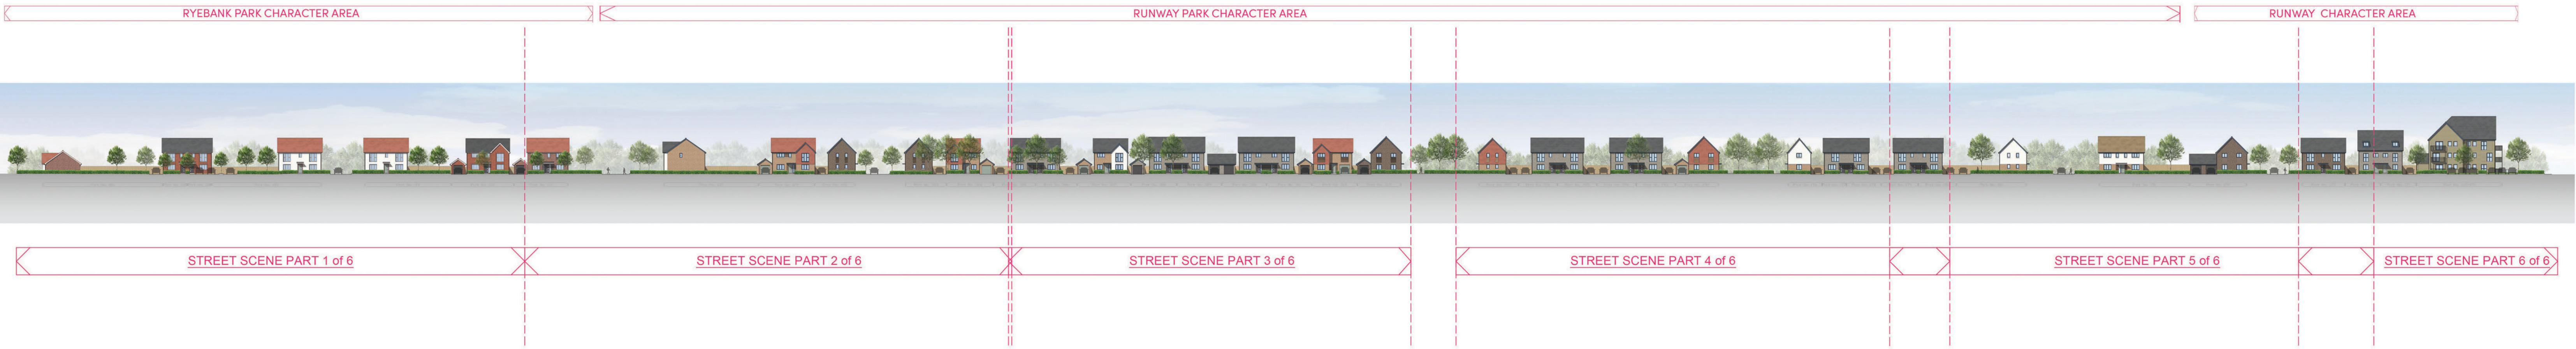 RYEBANK PARK CHARACTER AREA
RUNWAY PARK CHARACTER AREA
RUNWAY CHARACTER AREA
STREET SCENE PART 1 of 6
STREET SCENE PART 2 of 6
STREET SCENE PART 3 of 6
STREET SCENE PART 4 of 6
STREET SCENE PART 5 of 6
STREET SCENE PART 6 of 6